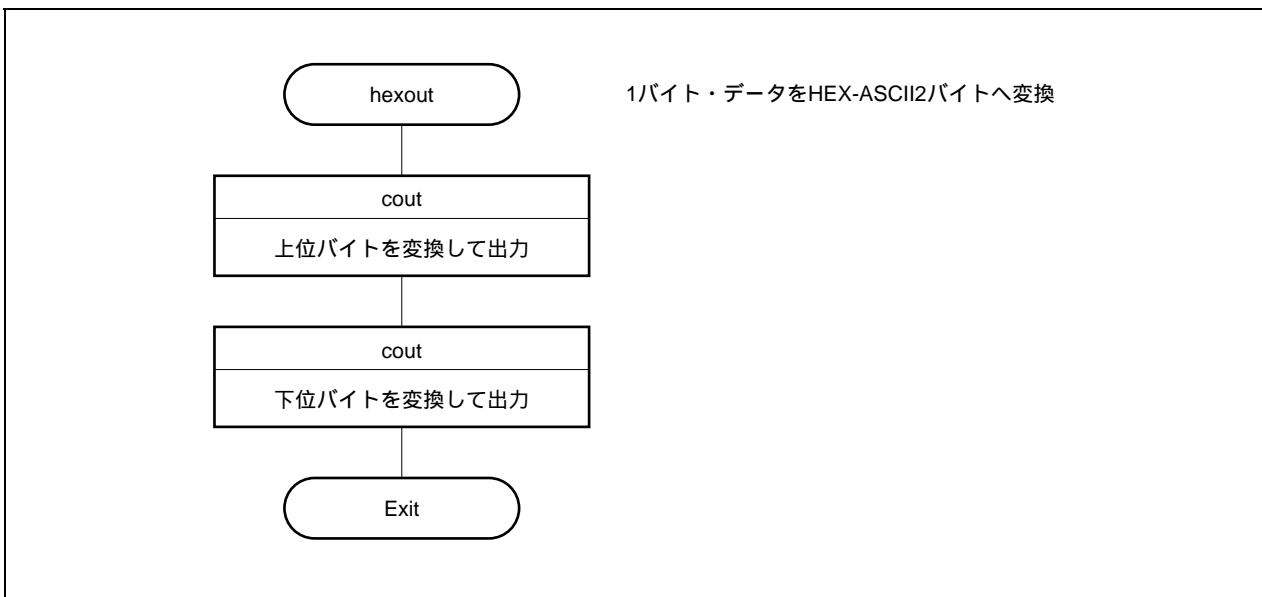 hexout
1バイト・データをHEX-ASCII2バイトへ変換
cout
上位バイトを変換して出力
cout
下位バイトを変換して出力
Exit